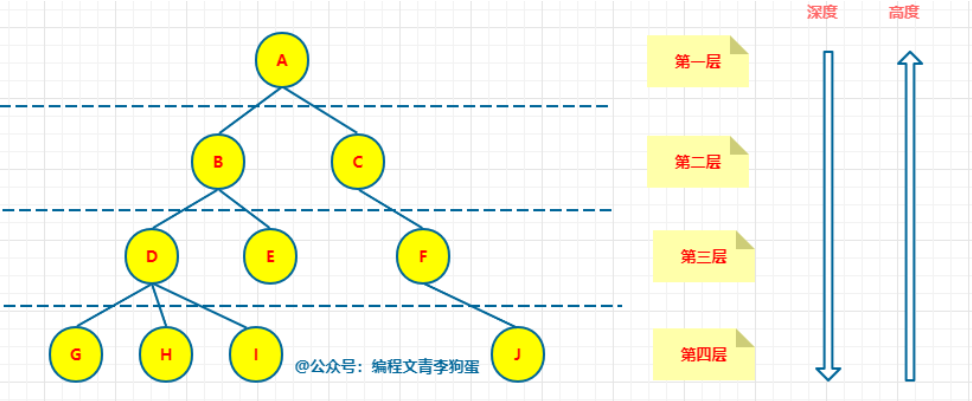 深度 高度
A
第一层
B C
第二层
D E F
第三层
G H I J
第四层
@公众号：编程文青李狗蛋